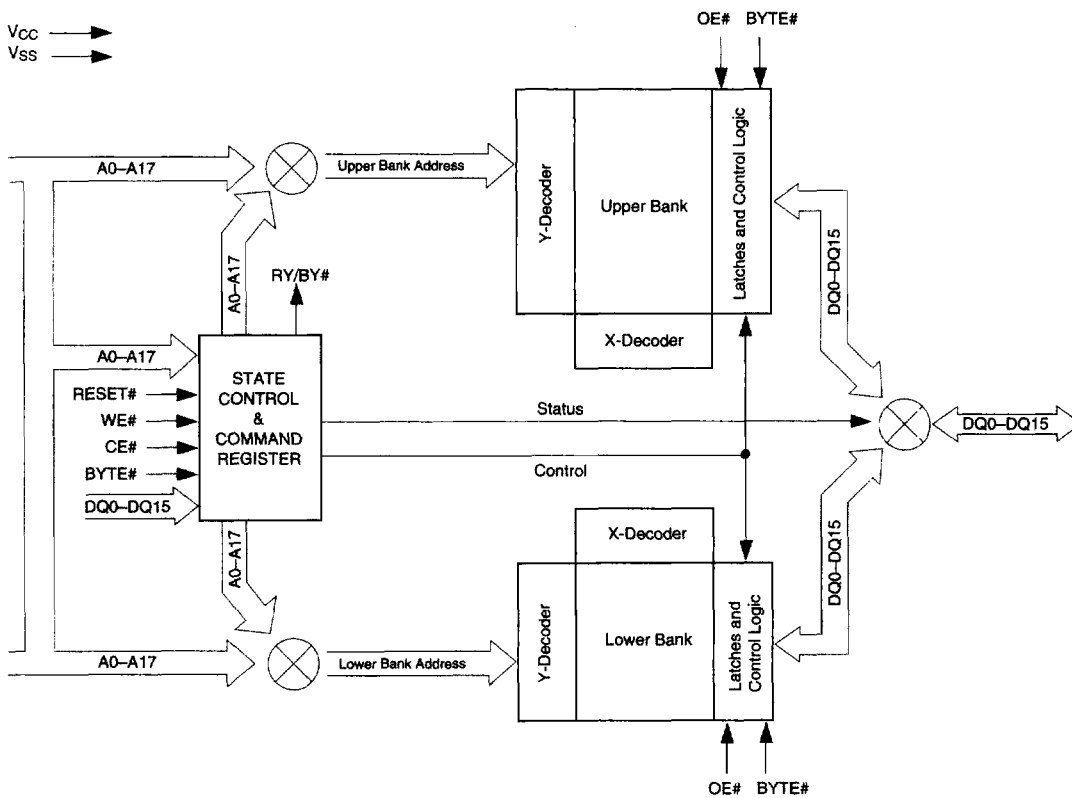 VCC
VSS
OE# BYTE#
A0–A17
Upper Bank Address
Y-Decoder
Upper Bank
Latches and Control Logic
X-Decoder
DQ0–DQ15
A0–A17
RY/BY#
A0–A17
RESET#
WE#
CE#
BYTE#
DQ0–DQ15
STATE
CONTROL
&
COMMAND
REGISTER
Status
Control
DQ0–DQ15
A0–A17
X-Decoder
Y-Decoder
Lower Bank
Latches and
Control Logic
DQ0–DQ15
A0–A17
Lower Bank Address
OE# BYTE#